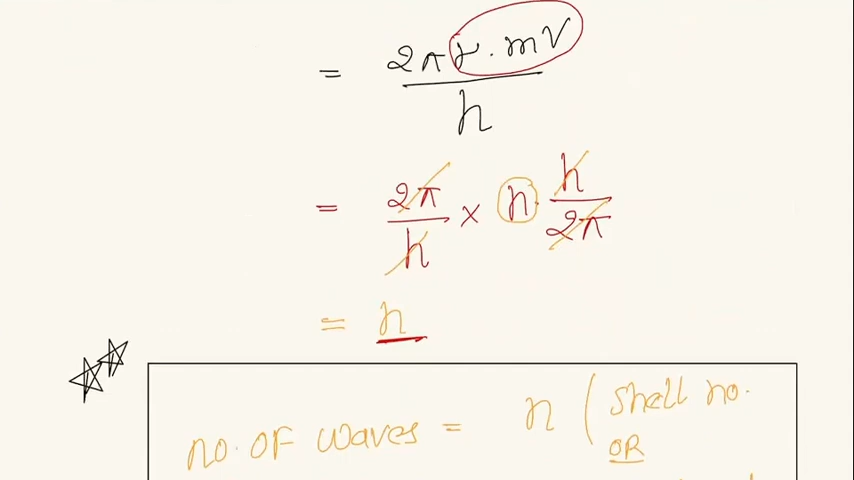 = 2πr.mv / h
= 2π / h × n. h / 2π
= n
no. of waves = n ( Shell no.
OR